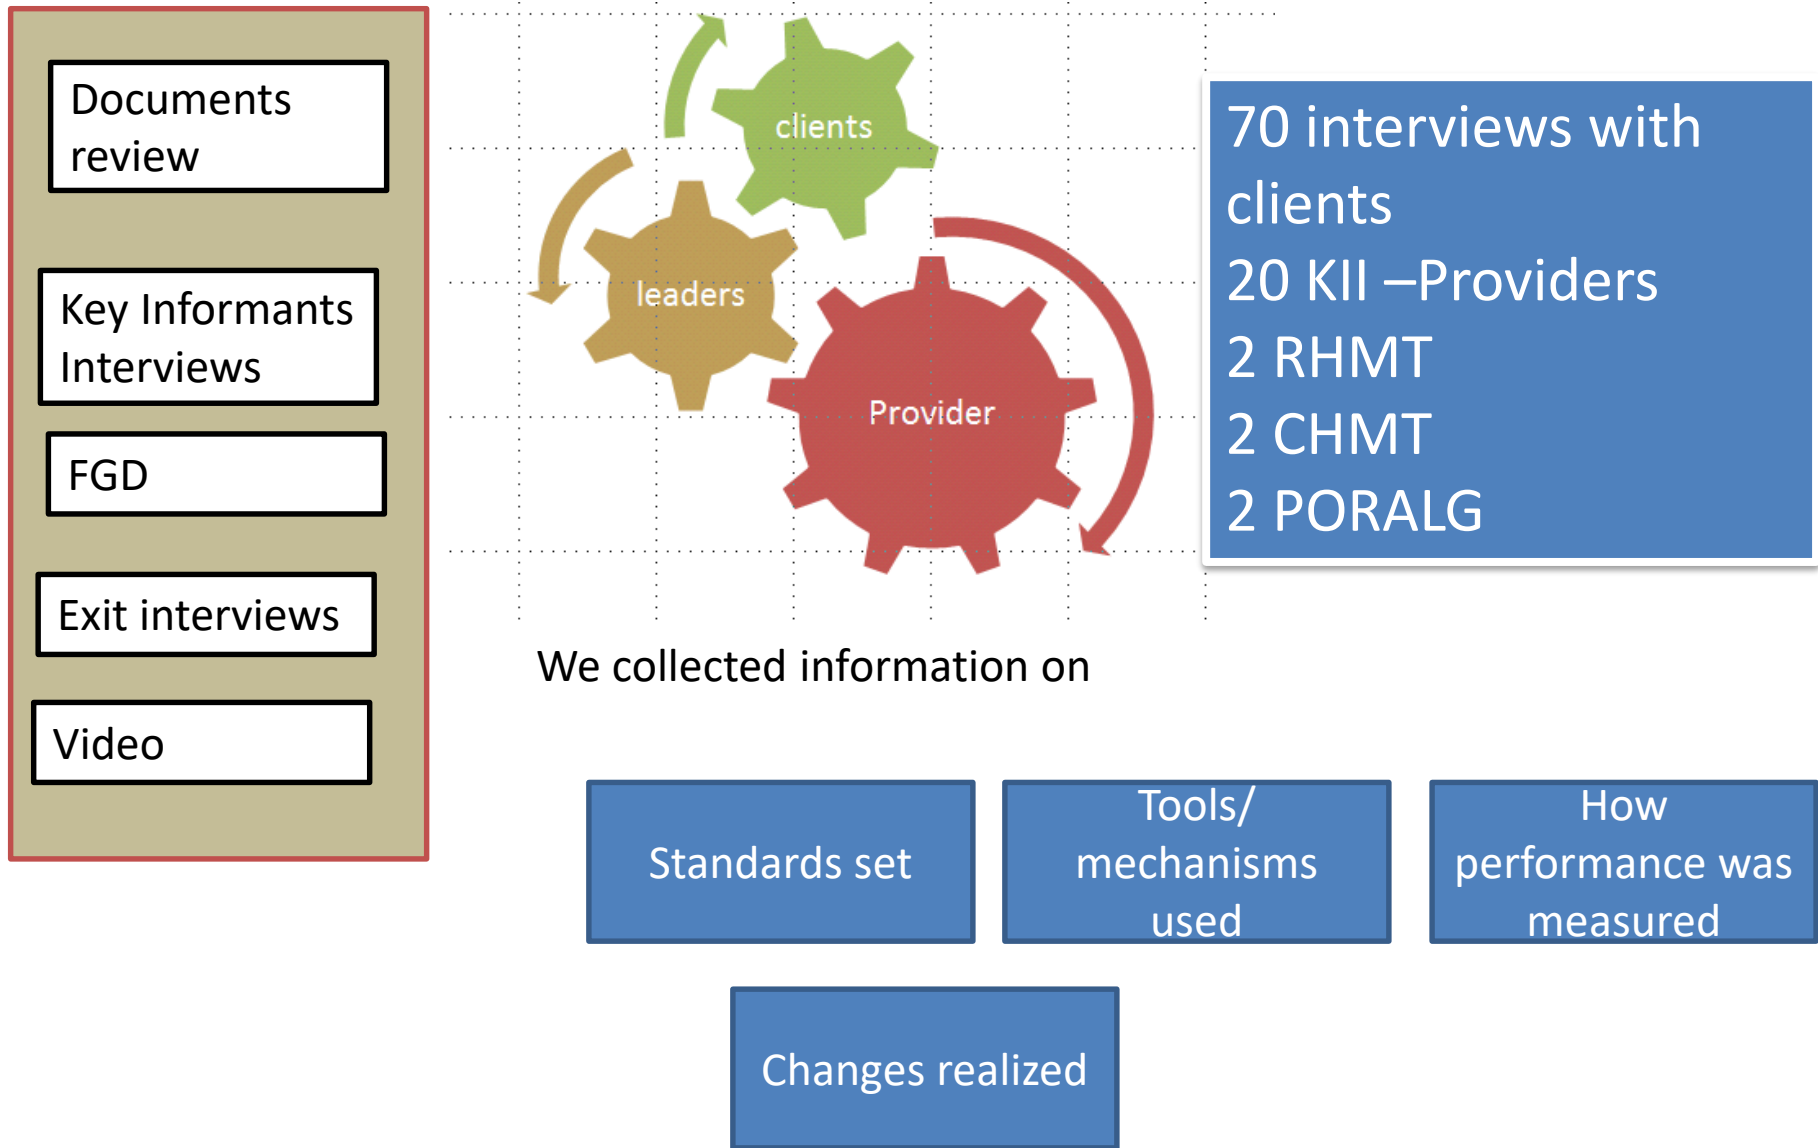 Documents
review
Key Informants
Interviews
FGD
Exit interviews
Video
clients
leaders
Provider
70 interviews with
clients
20 KII –Providers
2 RHMT
2 CHMT
2 PORALG
We collected information on
Standards set
Tools/
mechanisms
used
How
performance was
measured
Changes realized